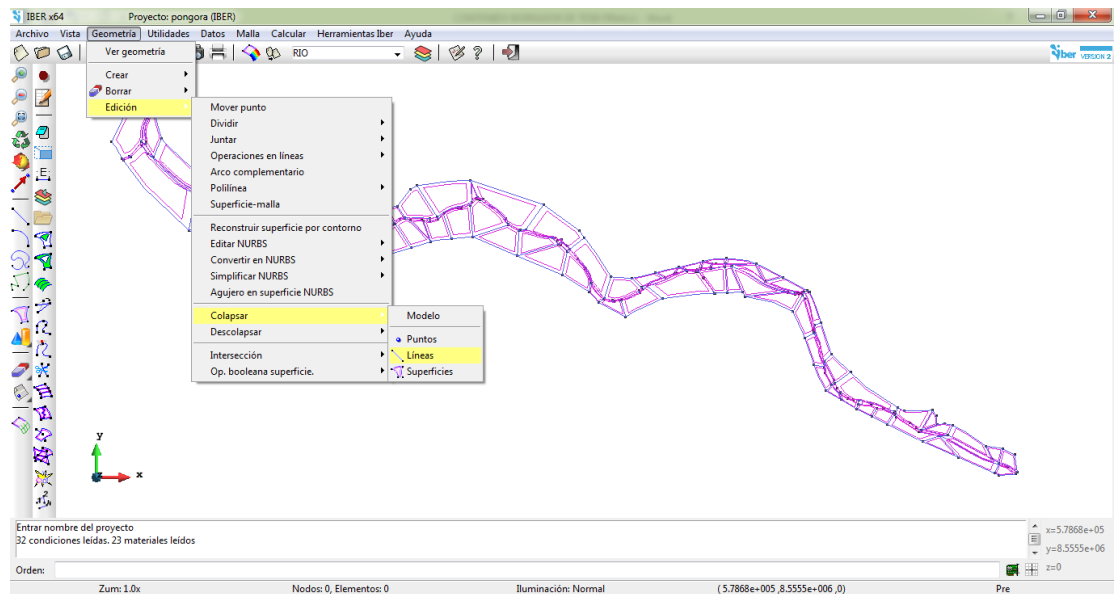 IBER x64 Proyecto: pongora (IBER)
Archivo Vista Geometría Utilidades Datos Malla Calcular Herramientas Iber Ayuda
RIO
iber VERSION 2
Ver geometría
Crear
Borrar
Edición
Mover punto
Dividir
Juntar
Operaciones en líneas
Arco complementario
Polilínea
Superficie-malla
Reconstruir superficie por contorno
Editar NURBS
Convertir en NURBS
Simplificar NURBS
Agujero en superficie NURBS
Colapsar
Descolapsar
Intersección
Op. booleana superficie.
Modelo
Puntos
Líneas
Superficies
E
y
x
Entrar nombre del proyecto
32 condiciones leídas. 23 materiales leídos
x=5.7868e+05
y=8.5555e+06
z=0
Orden:
Zum: 1.0x Nodos: 0, Elementos: 0 Iluminación: Normal ( 5.7868e+005 ,8.5555e+006 ,0) Pre